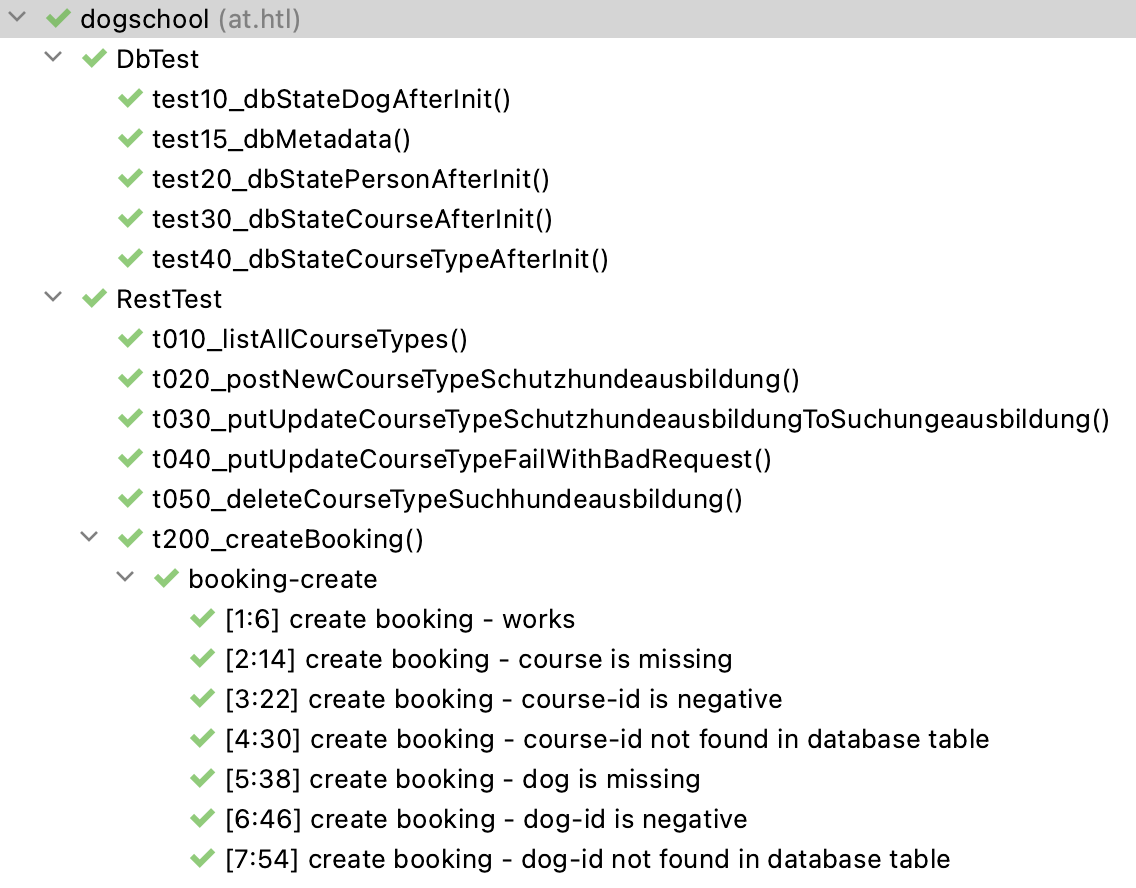 dogschool (at.htl)
DbTest
test10_dbStateDogAfterInit()
test15_dbMetadata()
test20_dbStatePersonAfterInit()
test30_dbStateCourseAfterInit()
test40_dbStateCourseTypeAfterInit()
RestTest
t010_listAllCourseTypes()
t020_postNewCourseTypeSchutzhundeausbildung()
t030_putUpdateCourseTypeSchutzhundeausbildungToSuchungeausbildung()
t040_putUpdateCourseTypeFailWithBadRequest()
t050_deleteCourseTypeSuchhundeausbildung()
t200_createBooking()
booking-create
[1:6] create booking - works
[2:14] create booking - course is missing
[3:22] create booking - course-id is negative
[4:30] create booking - course-id not found in database table
[5:38] create booking - dog is missing
[6:46] create booking - dog-id is negative
[7:54] create booking - dog-id not found in database table